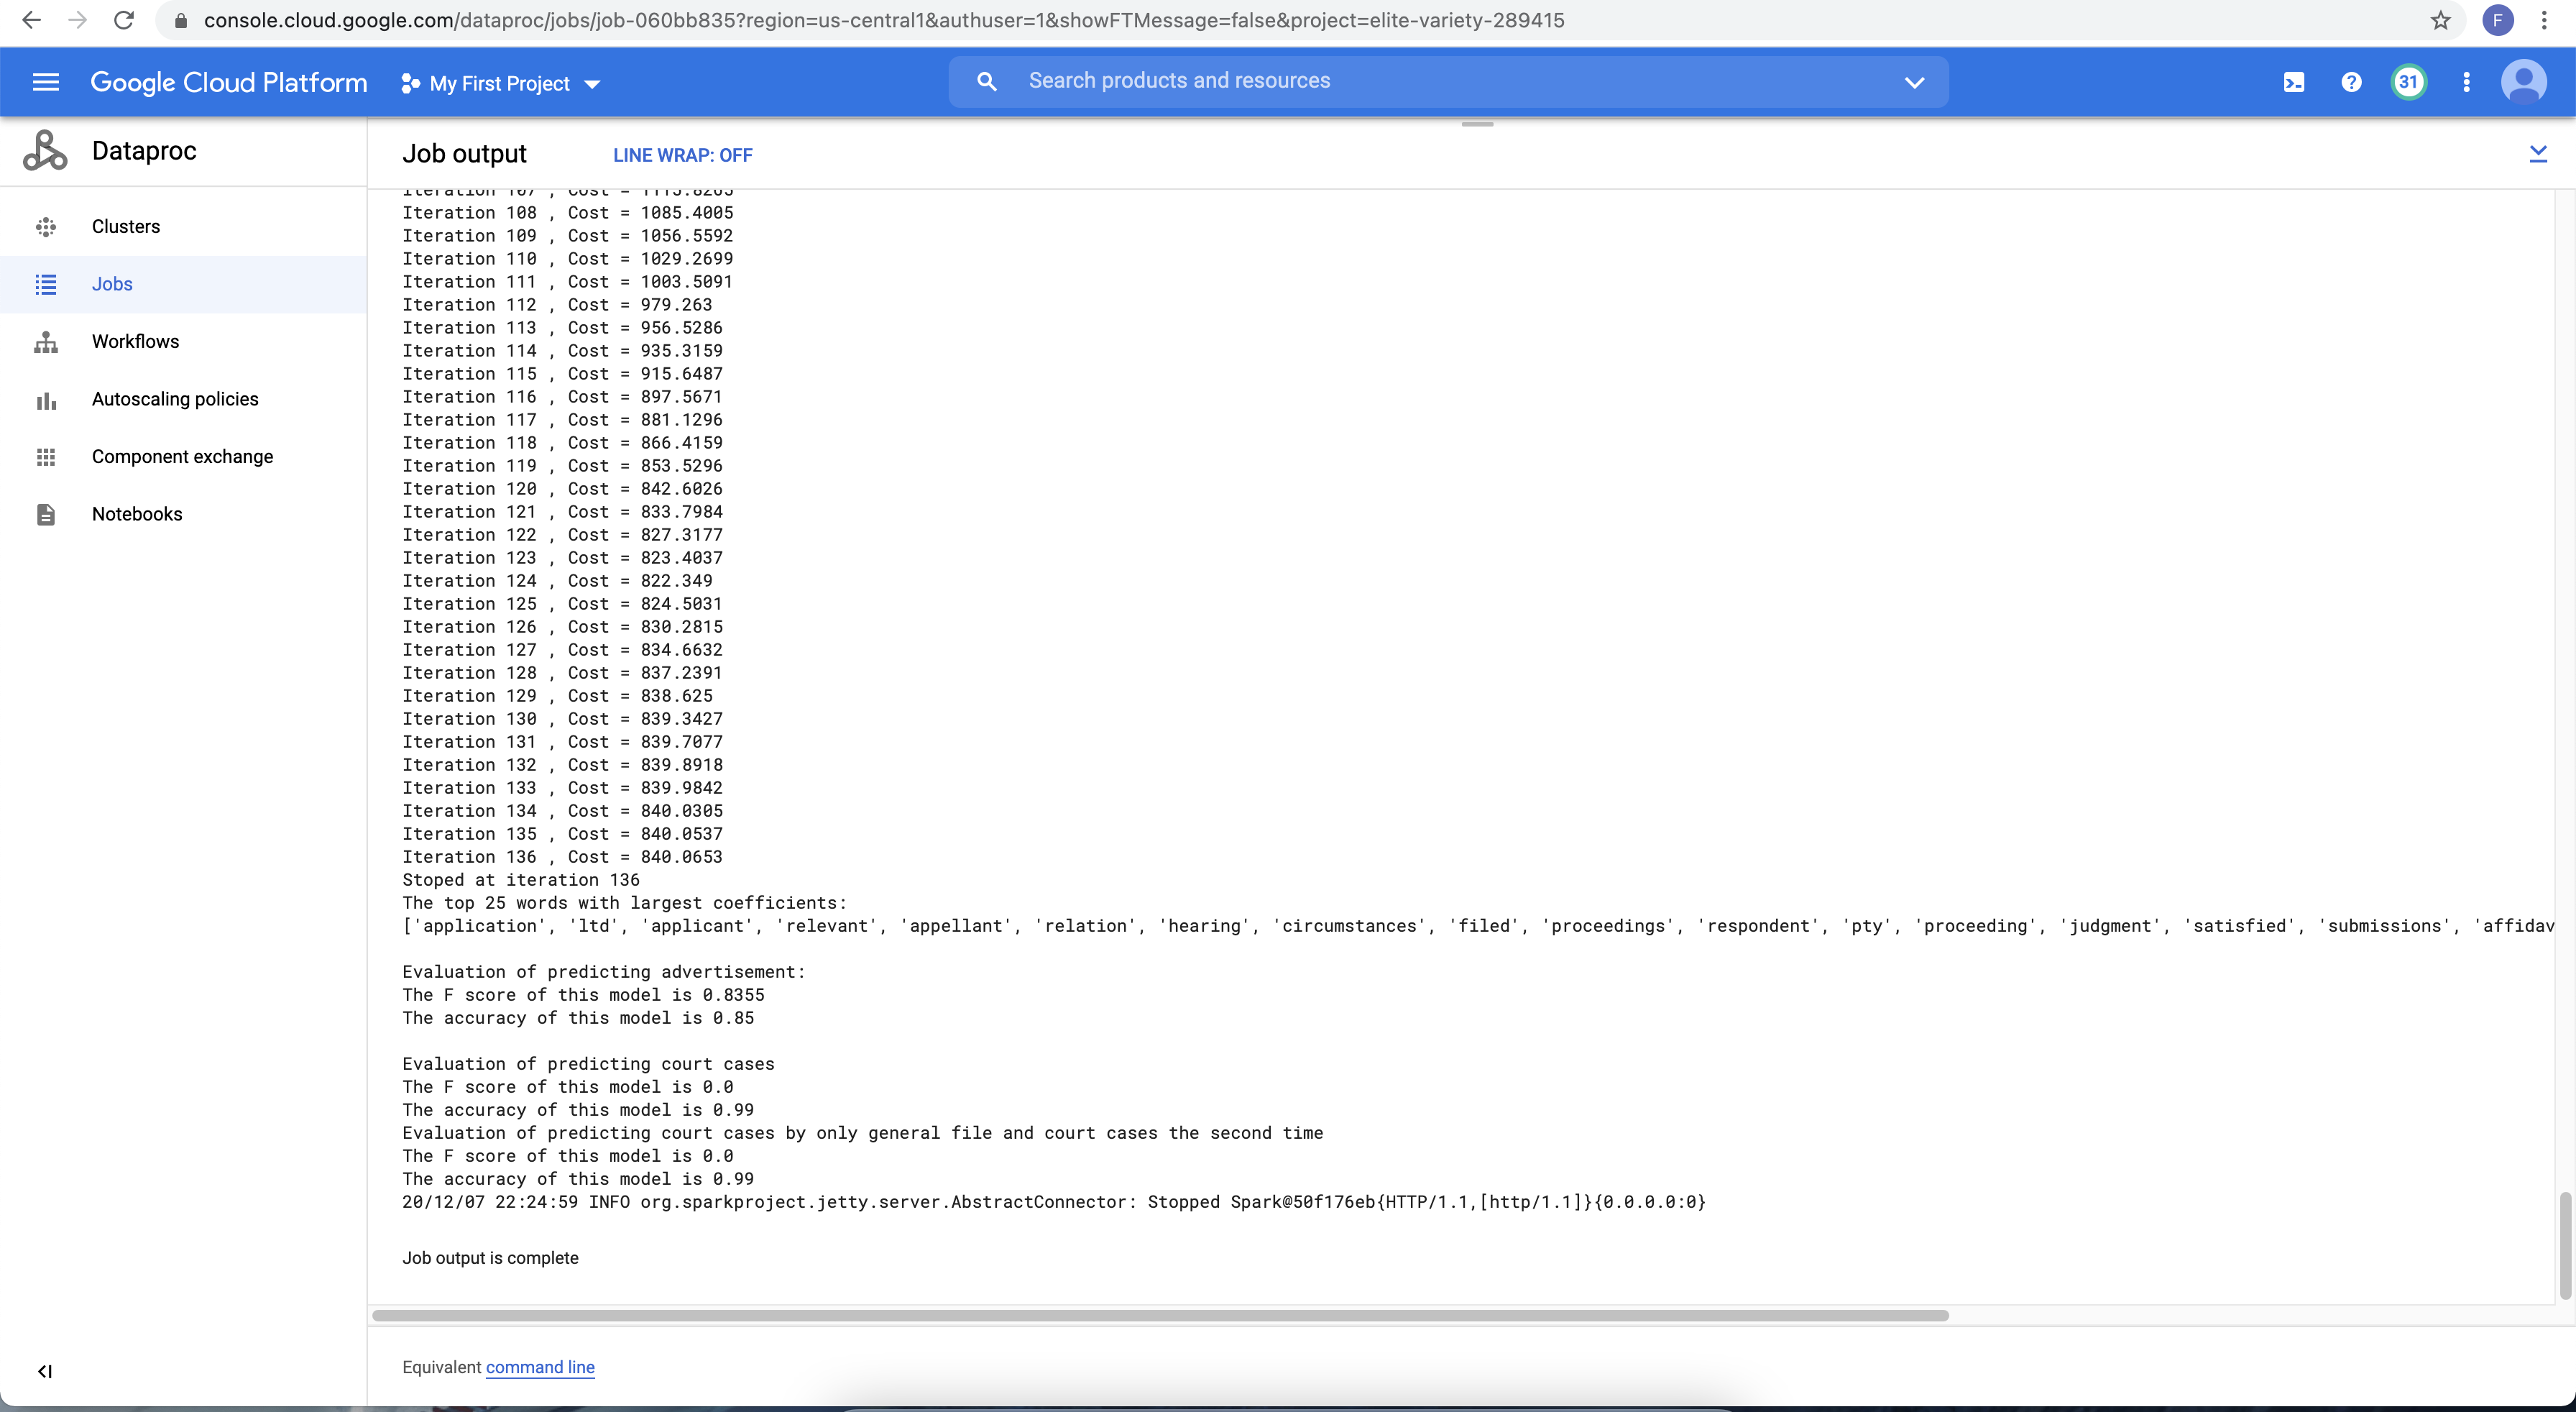 console.cloud.google.com/dataproc/jobs/job-060bb835?region=us-central1&authuser=1&showFTMessage=false&project=elite-variety-289415
F
Google Cloud Platform
My First Project
Search products and resources
31
Dataproc
Job output
LINE WRAP: OFF
Clusters
Jobs
Workflows
Autoscaling policies
Component exchange
Notebooks
Iteration 107 , Cost = 1113.8265
Iteration 108 , Cost = 1085.4005
Iteration 109 , Cost = 1056.5592
Iteration 110 , Cost = 1029.2699
Iteration 111 , Cost = 1003.5091
Iteration 112 , Cost = 979.263
Iteration 113 , Cost = 956.5286
Iteration 114 , Cost = 935.3159
Iteration 115 , Cost = 915.6487
Iteration 116 , Cost = 897.5671
Iteration 117 , Cost = 881.1296
Iteration 118 , Cost = 866.4159
Iteration 119 , Cost = 853.5296
Iteration 120 , Cost = 842.6026
Iteration 121 , Cost = 833.7984
Iteration 122 , Cost = 827.3177
Iteration 123 , Cost = 823.4037
Iteration 124 , Cost = 822.349
Iteration 125 , Cost = 824.5031
Iteration 126 , Cost = 830.2815
Iteration 127 , Cost = 834.6632
Iteration 128 , Cost = 837.2391
Iteration 129 , Cost = 838.625
Iteration 130 , Cost = 839.3427
Iteration 131 , Cost = 839.7077
Iteration 132 , Cost = 839.8918
Iteration 133 , Cost = 839.9842
Iteration 134 , Cost = 840.0305
Iteration 135 , Cost = 840.0537
Iteration 136 , Cost = 840.0653
Stoped at iteration 136
The top 25 words with largest coefficients:
['application', 'ltd', 'applicant', 'relevant', 'appellant', 'relation', 'hearing', 'circumstances', 'filed', 'proceedings', 'respondent', 'pty', 'proceeding', 'judgment', 'satisfied', 'submissions', 'affidav
Evaluation of predicting advertisement:
The F score of this model is 0.8355
The accuracy of this model is 0.85
Evaluation of predicting court cases
The F score of this model is 0.0
The accuracy of this model is 0.99
Evaluation of predicting court cases by only general file and court cases the second time
The F score of this model is 0.0
The accuracy of this model is 0.99
20/12/07 22:24:59 INFO org.sparkproject.jetty.server.AbstractConnector: Stopped Spark@50f176eb{HTTP/1.1,[http/1.1]}{0.0.0.0:0}
Job output is complete
Equivalent command line